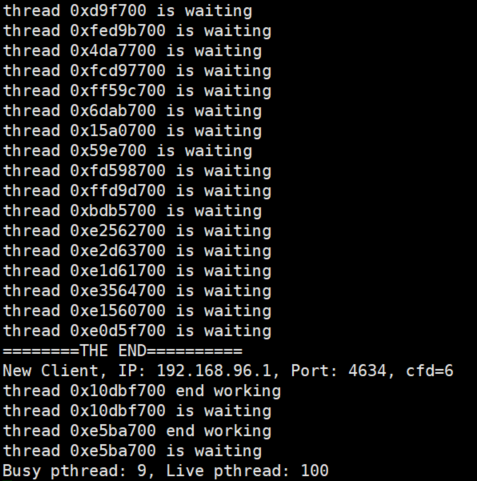 thread 0xd9f700 is waiting
thread 0xfed9b700 is waiting
thread 0x4da7700 is waiting
thread 0xfcd97700 is waiting
thread 0xff59c700 is waiting
thread 0x6dab700 is waiting
thread 0x15a0700 is waiting
thread 0x59e700 is waiting
thread 0xfd598700 is waiting
thread 0xffd9d700 is waiting
thread 0xbdb5700 is waiting
thread 0xe2562700 is waiting
thread 0xe2d63700 is waiting
thread 0xe1d61700 is waiting
thread 0xe3564700 is waiting
thread 0xe1560700 is waiting
thread 0xe0d5f700 is waiting
========THE END==========
New Client, IP: 192.168.96.1, Port: 4634, cfd=6
thread 0x10dbf700 end working
thread 0x10dbf700 is waiting
thread 0xe5ba700 end working
thread 0xe5ba700 is waiting
Busy pthread: 9, Live pthread: 100